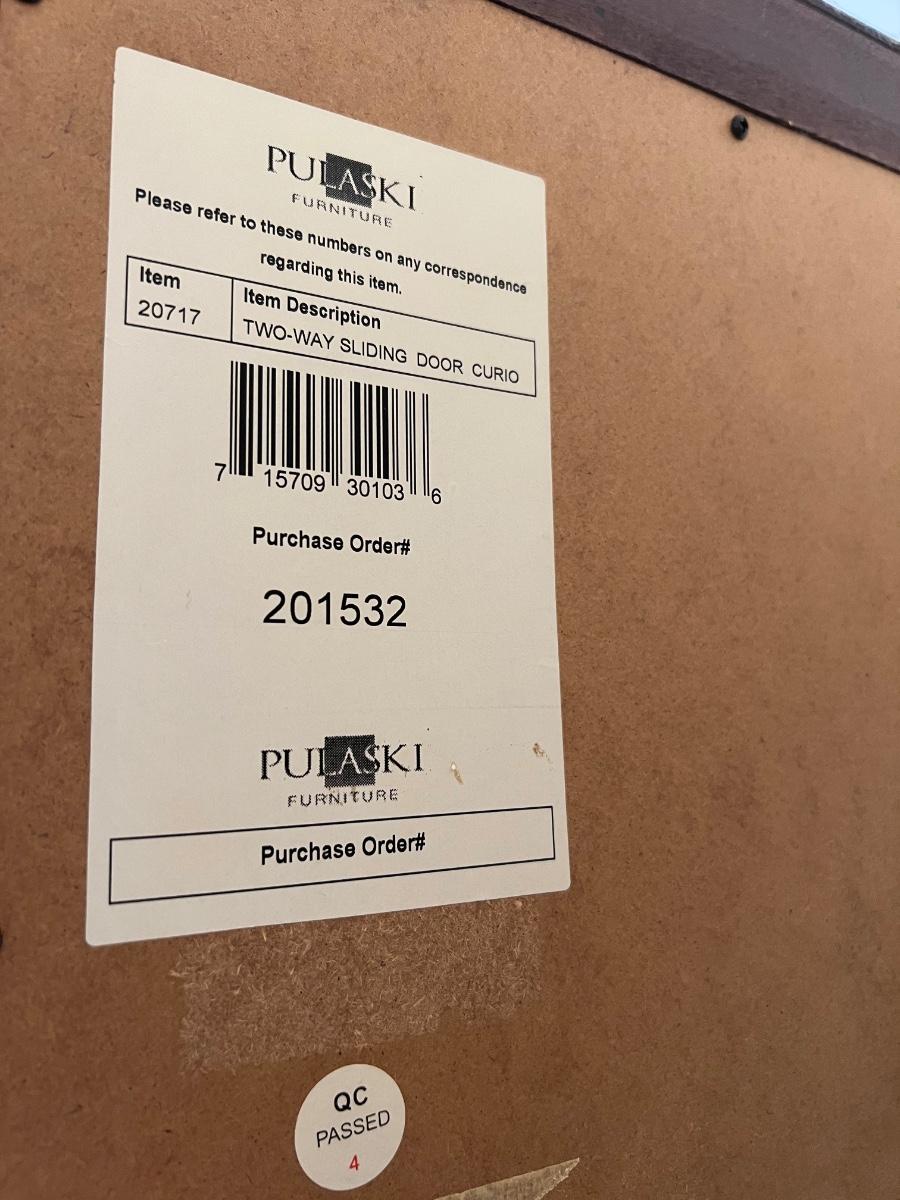 PULASKI
FURNITURE
Please refer to these numbers on any correspondence
regarding this item.
Item
20717
Item Description
TWO-WAY SLIDING DOOR CURIO
7 15709 30103 6
Purchase Order#
201532
PULASKI
FURNITURE
Purchase Order#
QC
PASSED
4